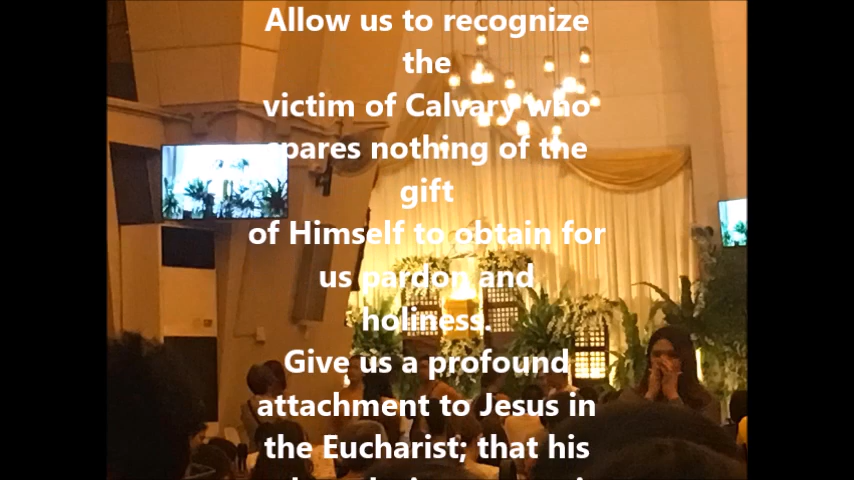 Allow us to recognize
the
victim of Calvary who
spares nothing of the
gift
of Himself to obtain for
us pardon and
holiness.
Give us a profound
attachment to Jesus in
the Eucharist; that his